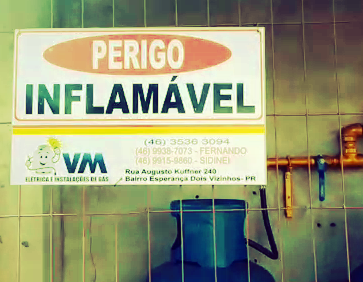 PERIGO
INFLAMÁVEL
VM
ELÉTRICA E INSTALAÇÕES DE GÁS
(46) 3536 3094
(46) 9938-7073 - FERNANDO
(46) 9915-8860 - SIDINEI
Rua Augusto Kuffner 240
Bairro Esperança Dois Vizinhos- PR